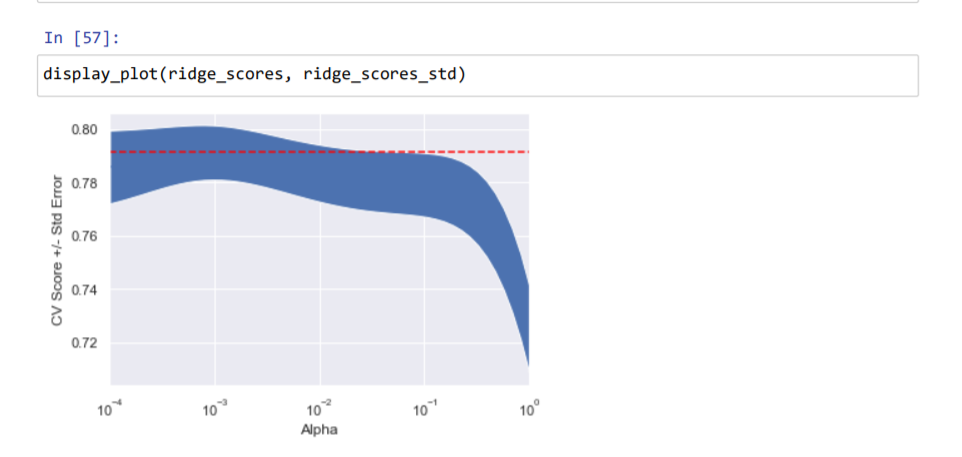 In [57]:
display_plot(ridge_scores, ridge_scores_std)
CV Score +/- Std Error
0.80
0.78
0.76
0.74
0.72
10⁻⁴ 10⁻³ 10⁻² 10⁻¹ 10⁰
Alpha